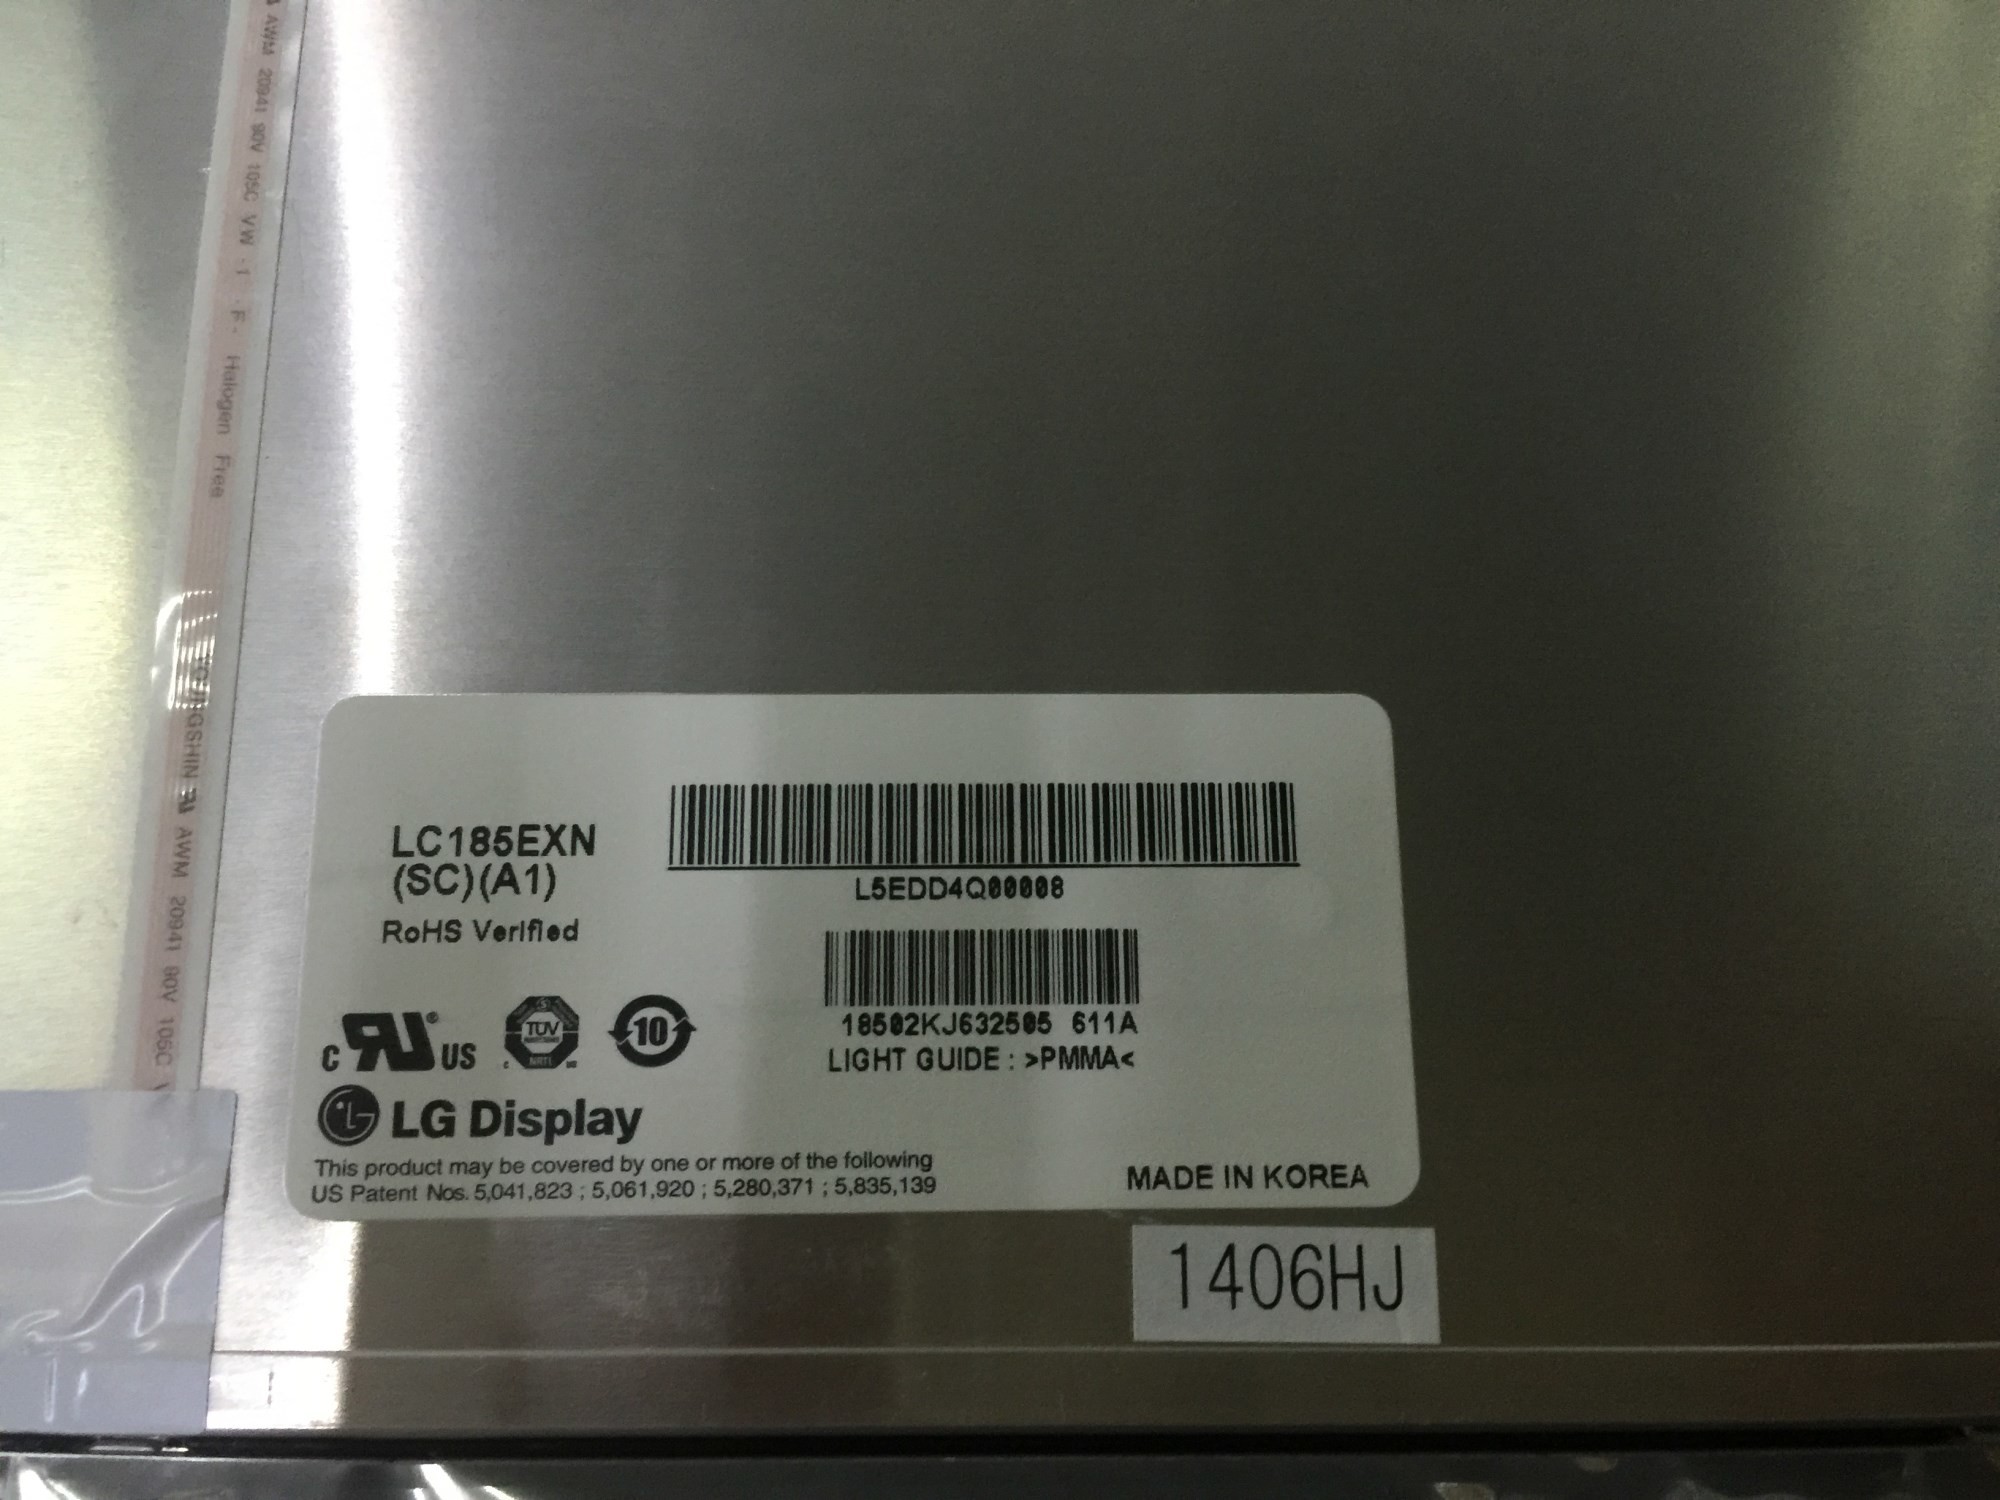 AWM 20941 80V 105C VW-1 -F- Halogen Free
YOUNGSHIN AWM 20941 80V 105C
LC185EXN
(SC)(A1)
RoHS Verified
L5EDD4Q00008
18502KJ632505 611A
LIGHT GUIDE : >PMMA<
C RU® US
TUV
10
LG Display
This product may be covered by one or more of the following
US Patent Nos. 5,041,823 ; 5,061,920 ; 5,280,371 ; 5,835,139
MADE IN KOREA
1406HJ